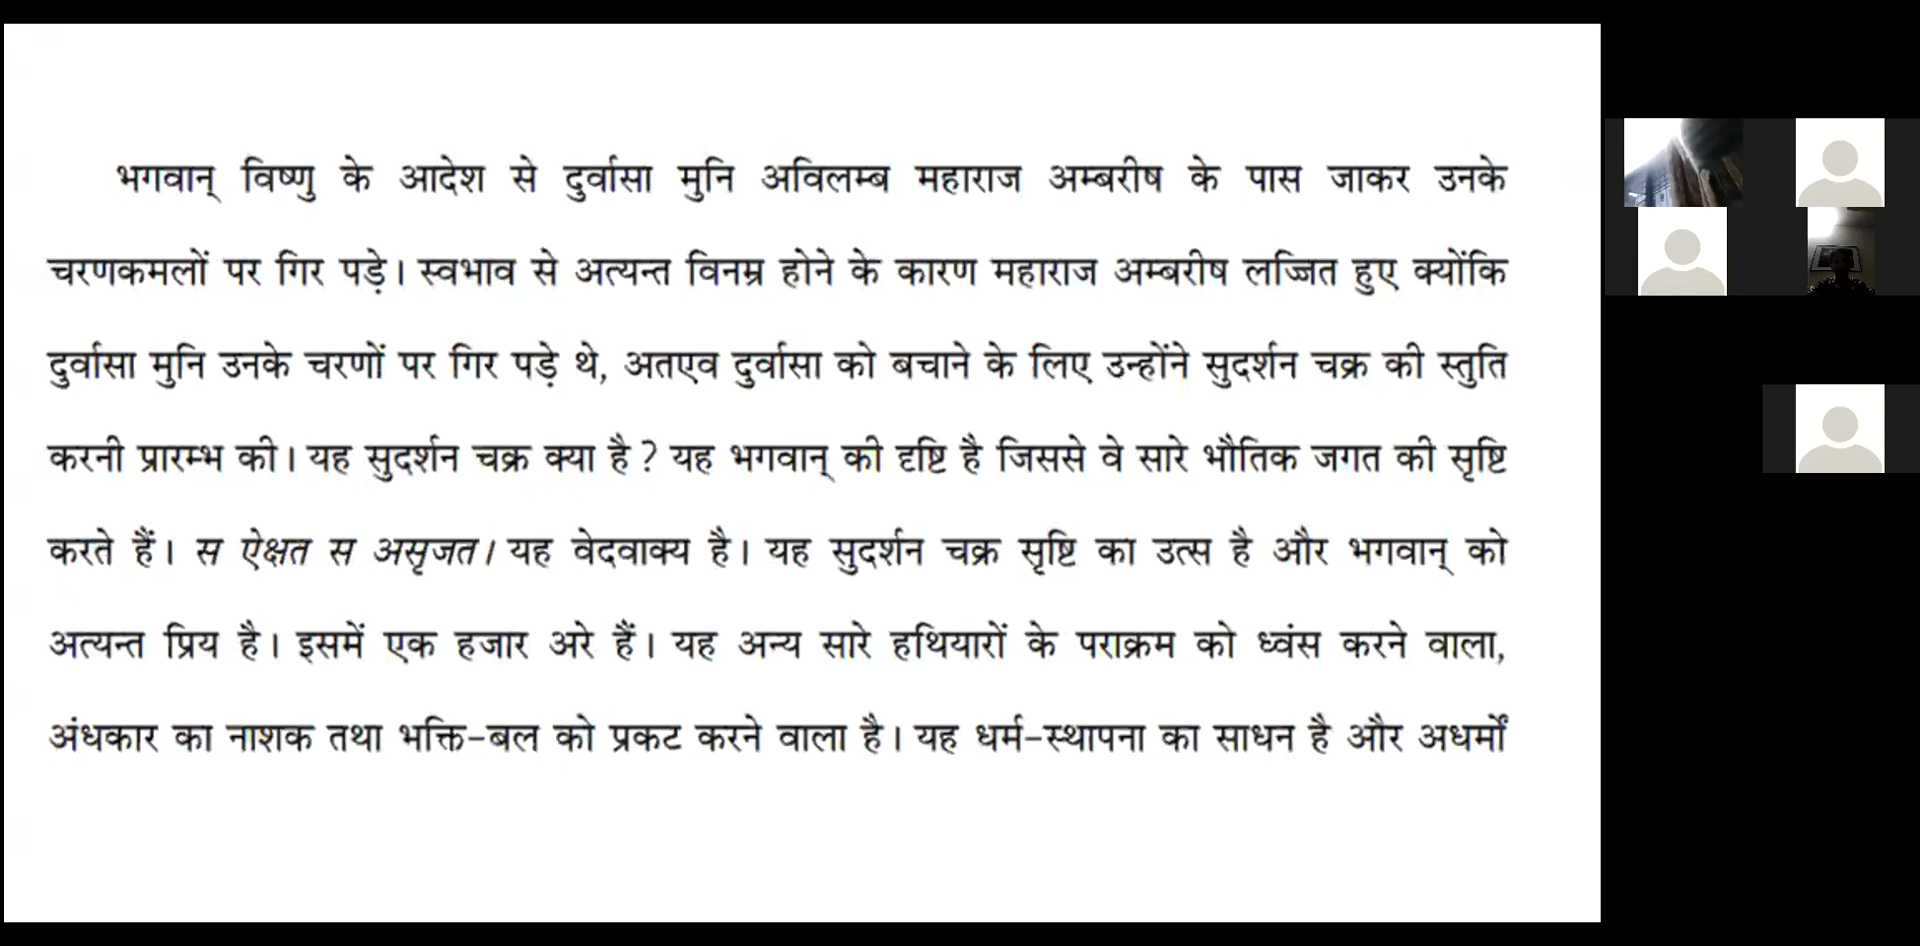 भगवान् विष्णु के आदेश से दुर्वासा मुनि अविलम्ब महाराज अम्बरीष के पास जाकर उनके
चरणकमलों पर गिर पड़े। स्वभाव से अत्यन्त विनम्र होने के कारण महाराज अम्बरीष लज्जित हुए क्योंकि
दुर्वासा मुनि उनके चरणों पर गिर पड़े थे, अतएव दुर्वासा को बचाने के लिए उन्होंने सुदर्शन चक्र की स्तुति
करनी प्रारम्भ की। यह सुदर्शन चक्र क्या है? यह भगवान् की दृष्टि है जिससे वे सारे भौतिक जगत की सृष्टि
करते हैं। स ऐक्षत स असृजत। यह वेदवाक्य है। यह सुदर्शन चक्र सृष्टि का उत्स है और भगवान् को
अत्यन्त प्रिय है। इसमें एक हजार अरे हैं। यह अन्य सारे हथियारों के पराक्रम को ध्वंस करने वाला,
अंधकार का नाशक तथा भक्ति-बल को प्रकट करने वाला है। यह धर्म-स्थापना का साधन है और अधर्मों